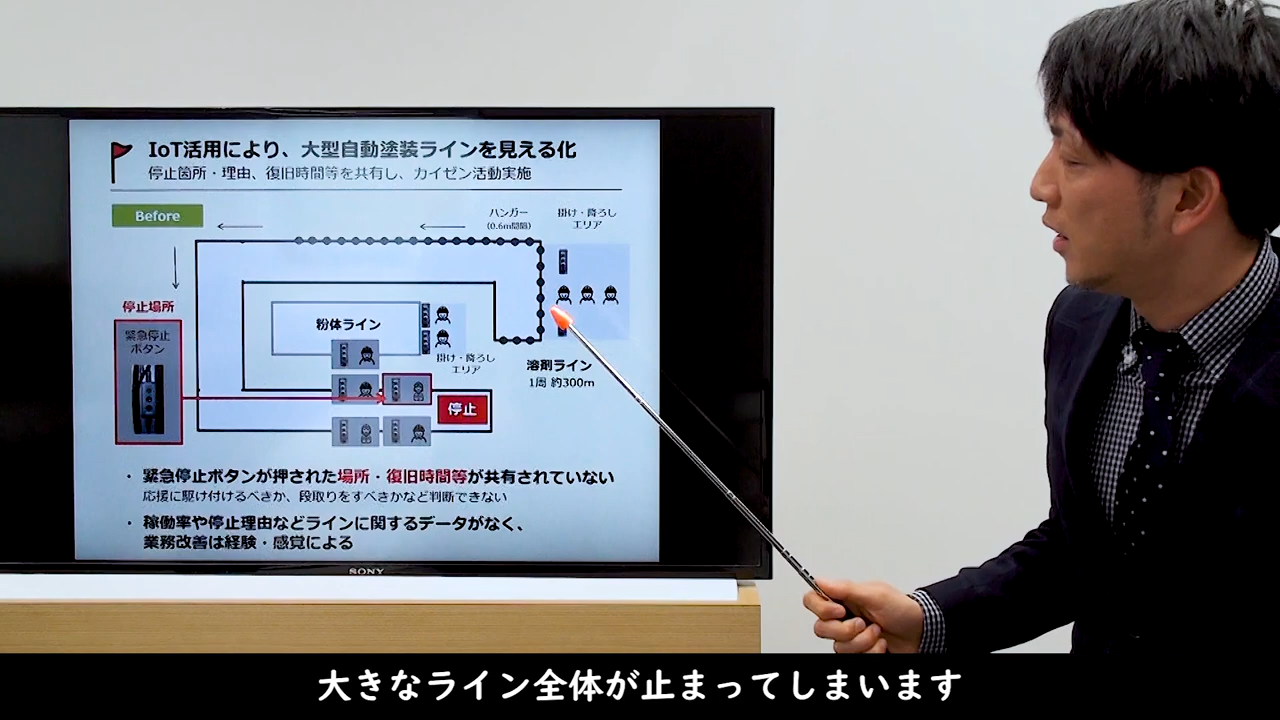 IoT活用により、大型自動塗装ラインを見える化
停止箇所・理由、復旧時間等を共有し、カイゼン活動実施
Before
ハンガー
(0.6m間隔)
掛け・降ろし
エリア
停止場所
緊急停止
ボタン
粉体ライン
掛け・降ろし
エリア
溶剤ライン
1周 約300m
停止
・ 緊急停止ボタンが押された場所・復旧時間等が共有されていない
応援に駆け付けるべきか、段取りをすべきかなど判断できない
・ 稼働率や停止理由などラインに関するデータがなく、
業務改善は経験・感覚による
SONY
大きなライン全体が止まってしまいます